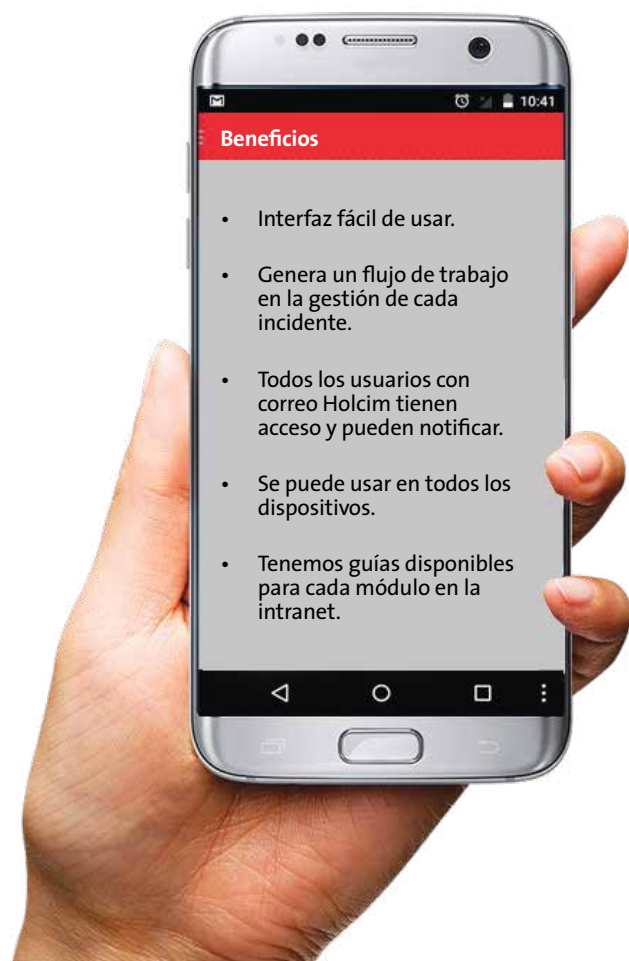 10:41
Beneficios
• Interfaz fácil de usar.
• Genera un flujo de trabajo
en la gestión de cada
incidente.
• Todos los usuarios con
correo Holcim tienen
acceso y pueden notificar.
• Se puede usar en todos los
dispositivos.
• Tenemos guías disponibles
para cada módulo en la
intranet.